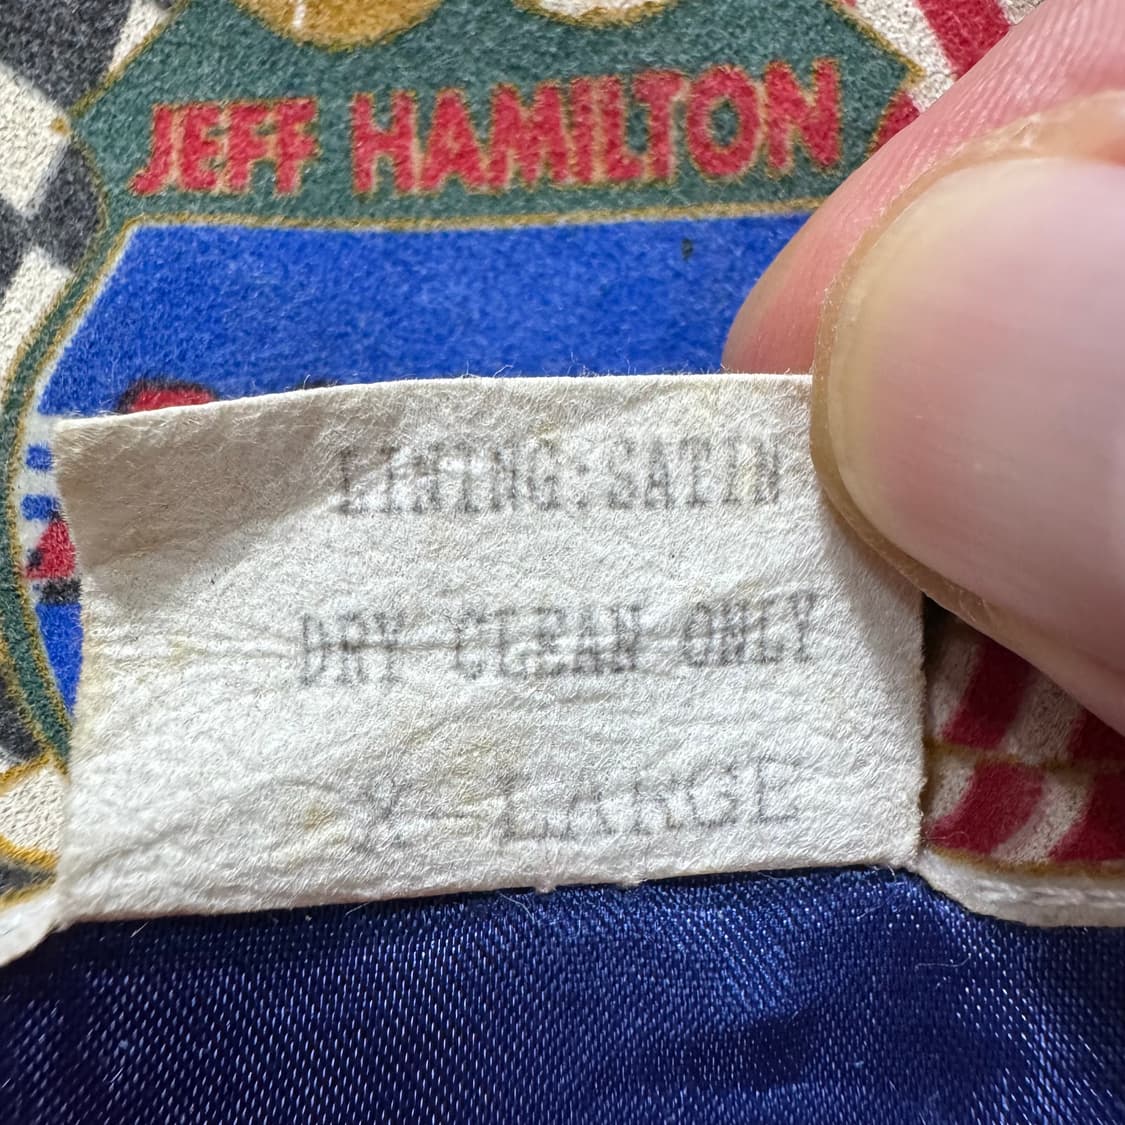 JEFF HAMILTON
LINING:SATIN
DRY CLEAN ONLY
X-LARGE